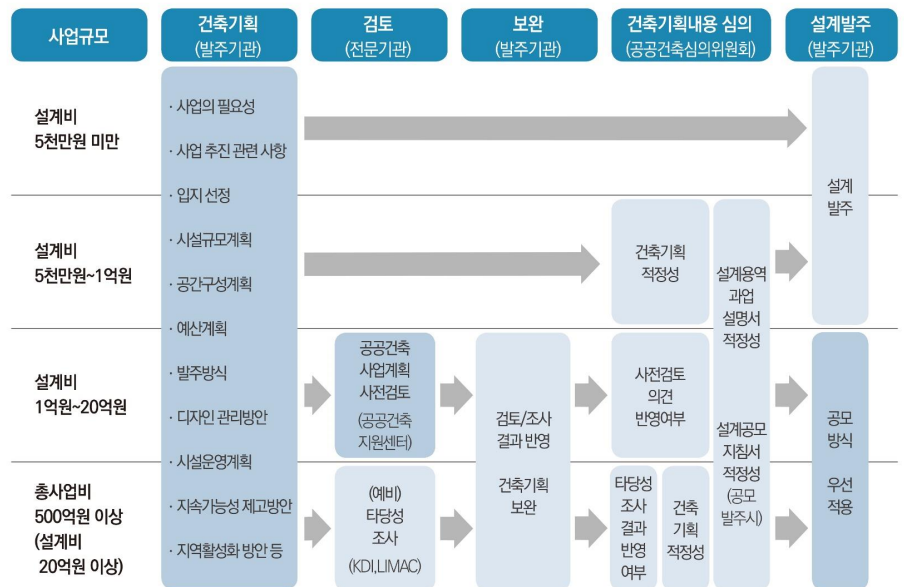 사업규모
건축기획
(발주기관)
검토
(전문기관)
보완
(발주기관)
건축기획내용 심의
(공공건축심의위원회)
설계발주
(발주기관)
설계비
5천만원 미만
설계비
5천만원~1억원
설계비
1억원~20억원
총사업비
500억원 이상
(설계비
20억원 이상)
· 사업의 필요성
· 사업 추진 관련 사항
· 입지 선정
· 시설규모계획
· 공간구성계획
· 예산계획
· 발주방식
· 디자인 관리방안
· 시설운영계획
· 지속가능성 제고방안
· 지역활성화 방안 등
공공건축
사업계획
사전검토
(공공건축
지원센터)
(예비)
타당성
조사
(KDI,LIMAC)
검토/조사
결과 반영
건축기획
보완
건축기획
적정성
사전검토
의견
반영여부
타당성
조사
결과
반영
여부
건축
기획
적정성
설계용역
과업
설명서
적정성
설계공모
지침서
적정성
(공모
발주시)
설계
발주
공모
방식
우선
적용